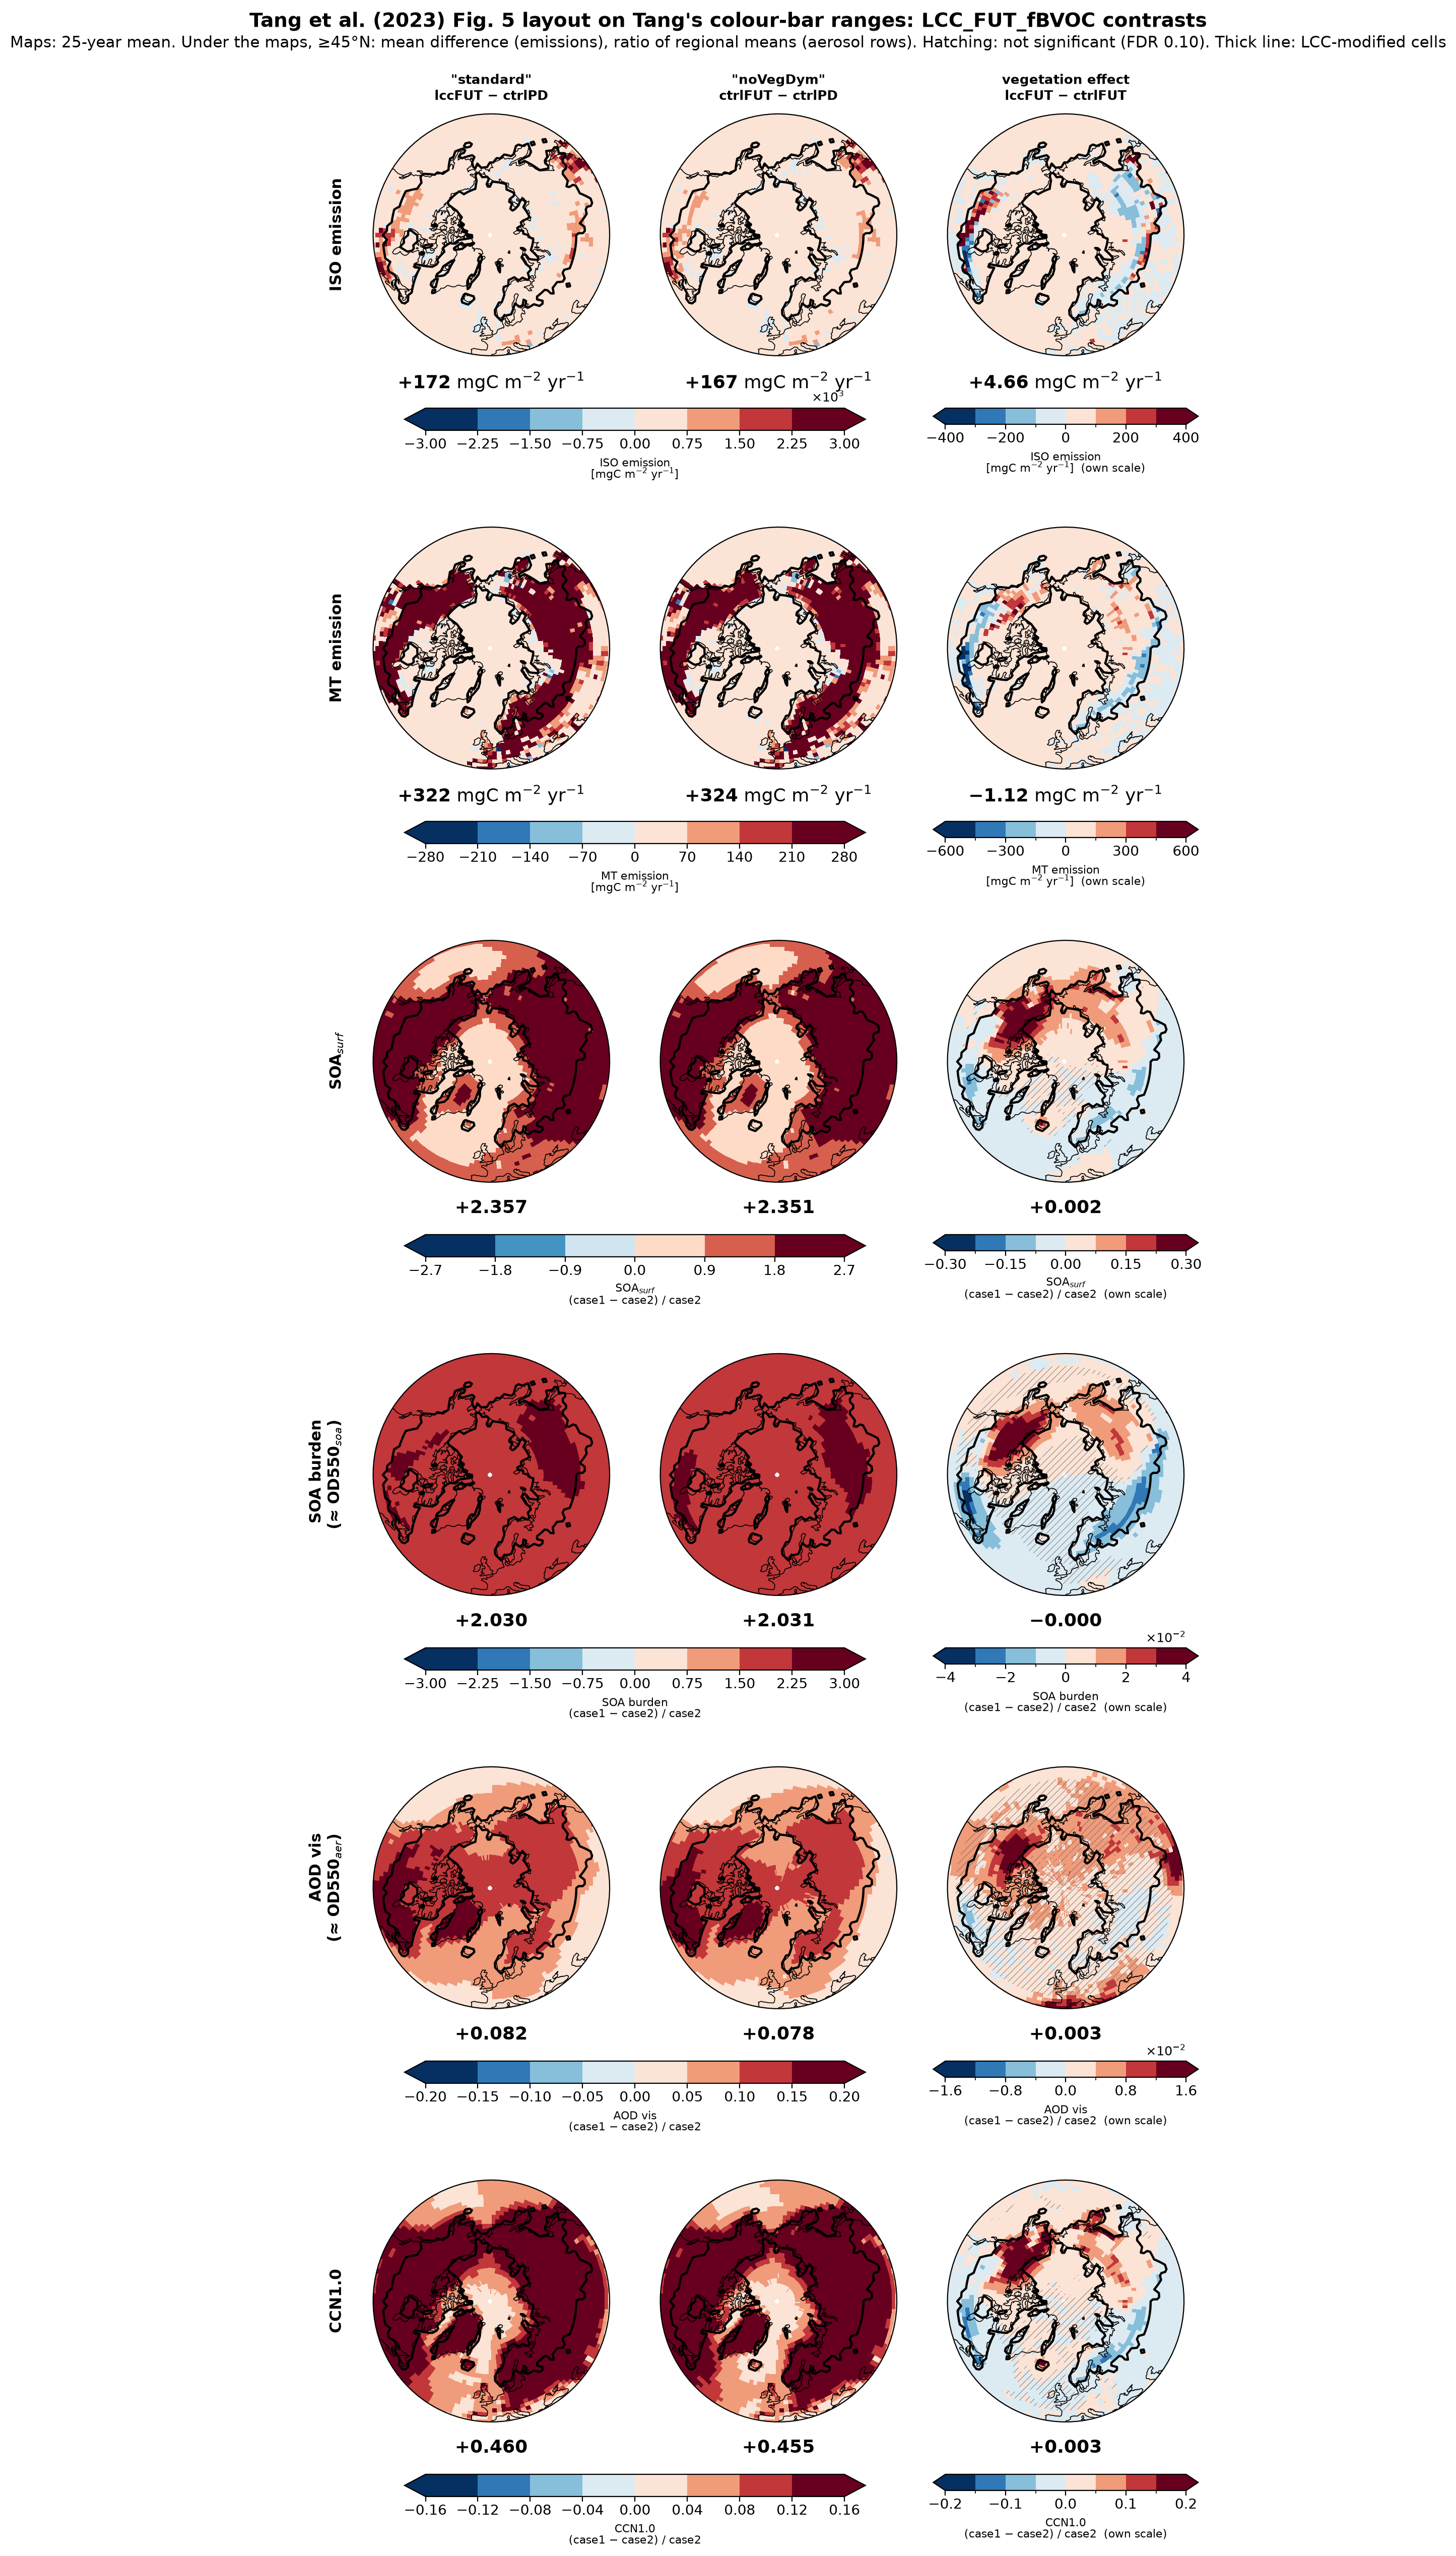 Tang et al. (2023) Fig. 5 layout on Tang's colour-bar ranges: LCC_FUT_fBVOC contrasts
Maps: 25-year mean. Under the maps, ≥45°N: mean difference (emissions), ratio of regional means (aerosol rows). Hatching: not significant (FDR 0.10). Thick line: LCC-modified cells
"standard"
lccFUT − ctrlPD
"noVegDym"
ctrlFUT − ctrlPD
vegetation effect
lccFUT − ctrlFUT
ISO emission
+172 mgC m⁻² yr⁻¹
+167 mgC m⁻² yr⁻¹
+4.66 mgC m⁻² yr⁻¹
×10³
−3.00 −2.25 −1.50 −0.75 0.00 0.75 1.50 2.25 3.00
ISO emission
[mgC m⁻² yr⁻¹]
−400 −200 0 200 400
ISO emission
[mgC m⁻² yr⁻¹] (own scale)
MT emission
+322 mgC m⁻² yr⁻¹
+324 mgC m⁻² yr⁻¹
−1.12 mgC m⁻² yr⁻¹
−280 −210 −140 −70 0 70 140 210 280
MT emission
[mgC m⁻² yr⁻¹]
−600 −300 0 300 600
MT emission
[mgC m⁻² yr⁻¹] (own scale)
SOAsurf
+2.357
+2.351
+0.002
−2.7 −1.8 −0.9 0.0 0.9 1.8 2.7
SOAsurf
(case1 − case2) / case2
−0.30 −0.15 0.00 0.15 0.30
SOAsurf
(case1 − case2) / case2 (own scale)
SOA burden
(≈ OD550soa)
+2.030
+2.031
−0.000
−3.00 −2.25 −1.50 −0.75 0.00 0.75 1.50 2.25 3.00
SOA burden
(case1 − case2) / case2
×10⁻²
−4 −2 0 2 4
SOA burden
(case1 − case2) / case2 (own scale)
AOD vis
(≈ OD550aer)
+0.082
+0.078
+0.003
−0.20 −0.15 −0.10 −0.05 0.00 0.05 0.10 0.15 0.20
AOD vis
(case1 − case2) / case2
×10⁻²
−1.6 −0.8 0.0 0.8 1.6
AOD vis
(case1 − case2) / case2 (own scale)
CCN1.0
+0.460
+0.455
+0.003
−0.16 −0.12 −0.08 −0.04 0.00 0.04 0.08 0.12 0.16
CCN1.0
(case1 − case2) / case2
−0.2 −0.1 0.0 0.1 0.2
CCN1.0
(case1 − case2) / case2 (own scale)